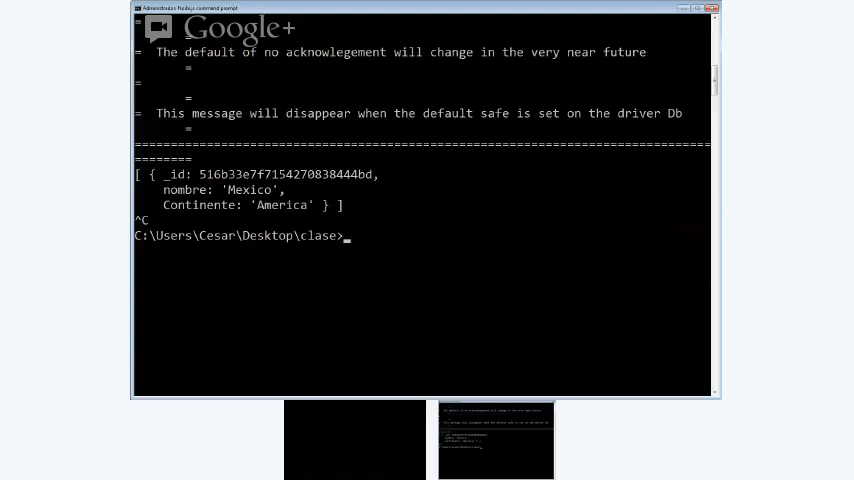 Administrador: Node.js command prompt
Google+
=
=
= The default of no acknowlegement will change in the very near future
=
=
=
= This message will disappear when the default safe is set on the driver Db
=
================================================================================
========
[ { _id: 516b33e7f7154270838444bd,
nombre: 'Mexico',
Continente: 'America' } ]
^C
C:\Users\Cesar\Desktop\clase>